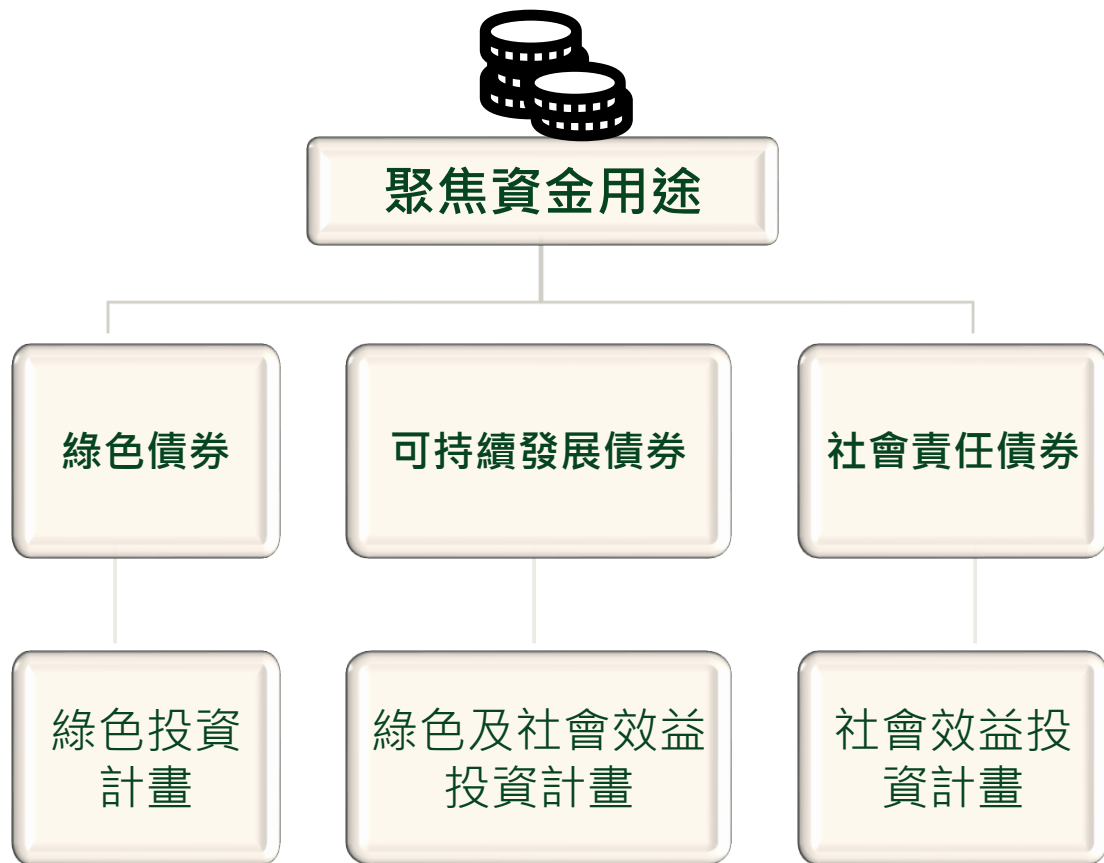 聚焦資金用途
綠色債券
可持續發展債券
社會責任債券
綠色投資
計畫
綠色及社會效益
投資計畫
社會效益投
資計畫